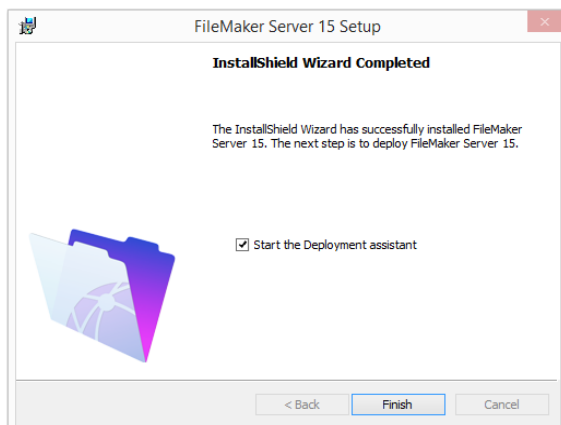 FileMaker Server 15 Setup
InstallShield Wizard Completed
The InstallShield Wizard has successfully installed FileMaker
Server 15. The next step is to deploy FileMaker Server 15.
Start the Deployment assistant
< Back
Finish
Cancel